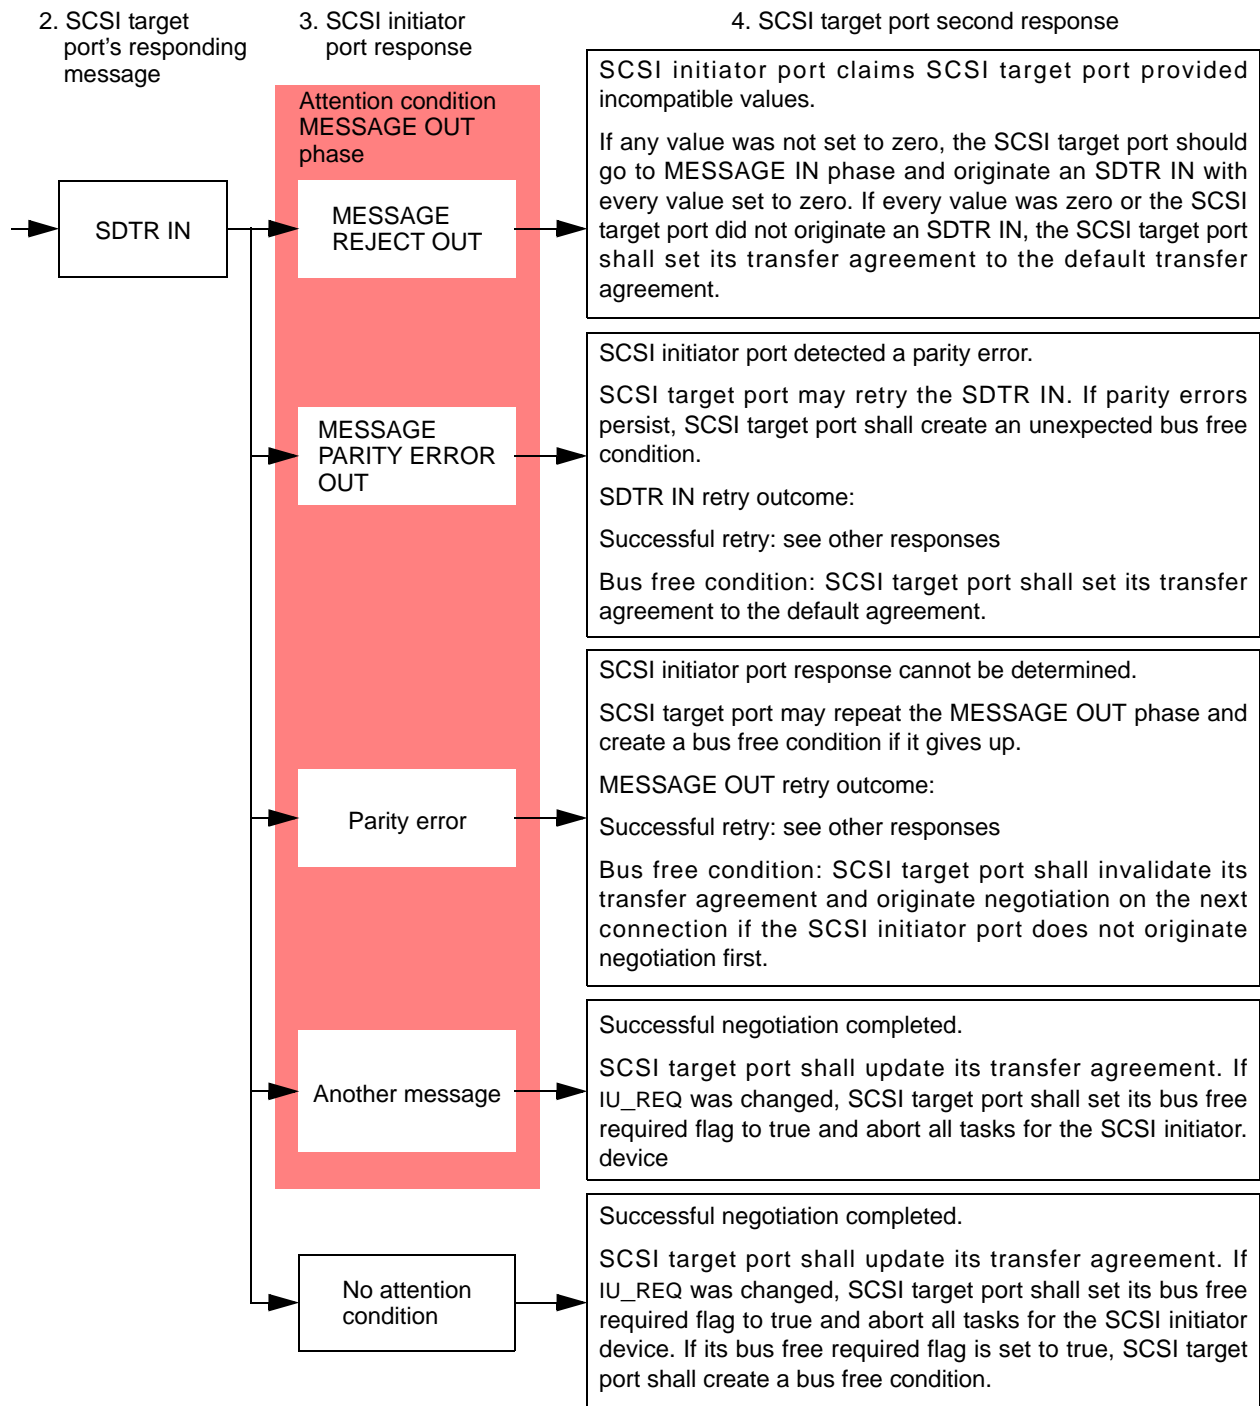 2. SCSI target
port's responding
message
3. SCSI initiator
port response
4. SCSI target port second response
SDTR IN
Attention condition
MESSAGE OUT
phase
MESSAGE
REJECT OUT
SCSI initiator port claims SCSI target port provided
incompatible values.
If any value was not set to zero, the SCSI target port should
go to MESSAGE IN phase and originate an SDTR IN with
every value set to zero. If every value was zero or the SCSI
target port did not originate an SDTR IN, the SCSI target port
shall set its transfer agreement to the default transfer
agreement.
MESSAGE
PARITY ERROR
OUT
SCSI initiator port detected a parity error.
SCSI target port may retry the SDTR IN. If parity errors
persist, SCSI target port shall create an unexpected bus free
condition.
SDTR IN retry outcome:
Successful retry: see other responses
Bus free condition: SCSI target port shall set its transfer
agreement to the default agreement.
Parity error
SCSI initiator port response cannot be determined.
SCSI target port may repeat the MESSAGE OUT phase and
create a bus free condition if it gives up.
MESSAGE OUT retry outcome:
Successful retry: see other responses
Bus free condition: SCSI target port shall invalidate its
transfer agreement and originate negotiation on the next
connection if the SCSI initiator port does not originate
negotiation first.
Another message
Successful negotiation completed.
SCSI target port shall update its transfer agreement. If
IU_REQ was changed, SCSI target port shall set its bus free
required flag to true and abort all tasks for the SCSI initiator.
device
No attention
condition
Successful negotiation completed.
SCSI target port shall update its transfer agreement. If
IU_REQ was changed, SCSI target port shall set its bus free
required flag to true and abort all tasks for the SCSI initiator
device. If its bus free required flag is set to true, SCSI target
port shall create a bus free condition.